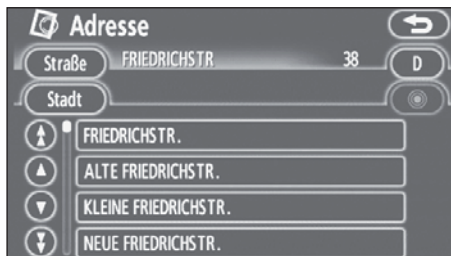 Adresse
Straße FRIEDRICHSTR 38 D
Stadt
FRIEDRICHSTR.
ALTE FRIEDRICHSTR.
KLEINE FRIEDRICHSTR.
NEUE FRIEDRICHSTR.